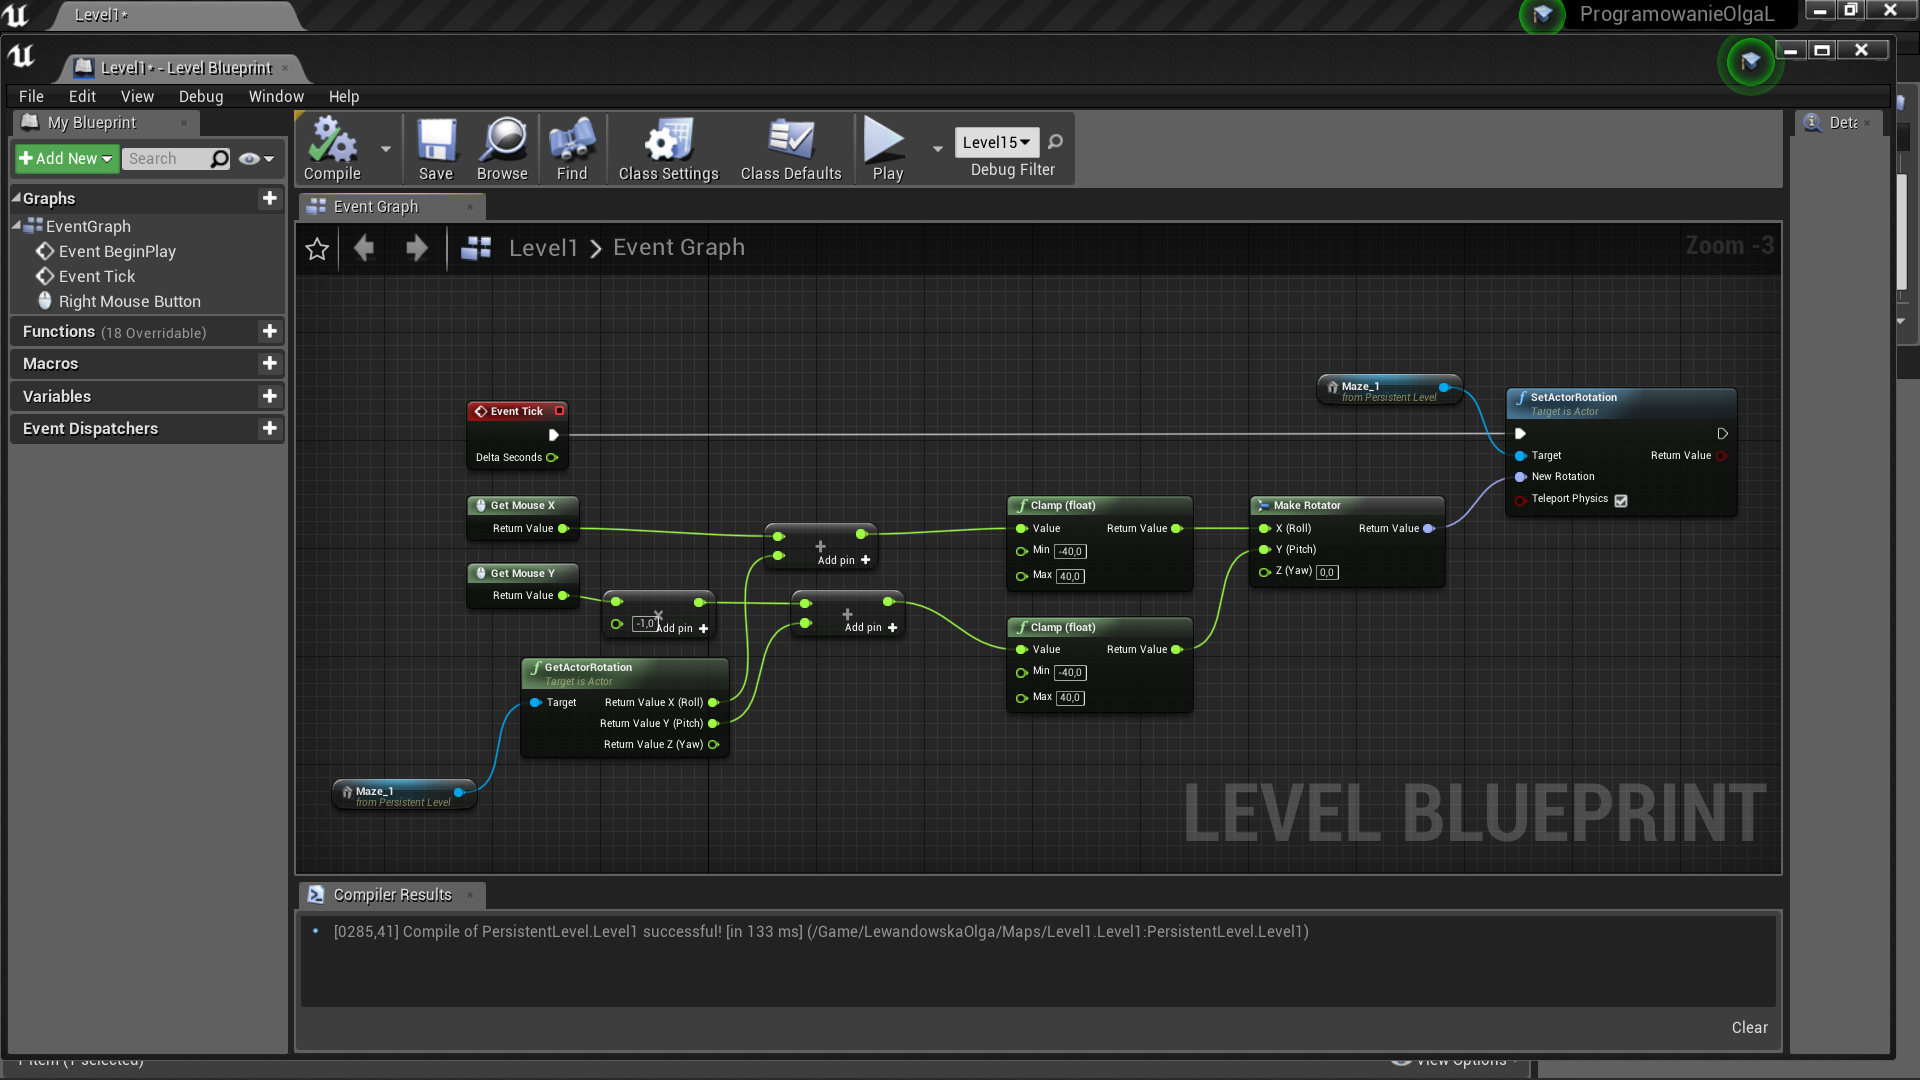 Level1*
ProgramowanieOlgaL
Level1* - Level Blueprint
File Edit View Debug Window Help
My Blueprint
Add New
Search
Graphs
EventGraph
Event BeginPlay
Event Tick
Right Mouse Button
Functions (18 Overridable)
Macros
Variables
Event Dispatchers
Compile
Save
Browse
Find
Class Settings
Class Defaults
Play
Level15
Debug Filter
Event Graph
Level1 > Event Graph
Zoom -3
Event Tick
Delta Seconds
Get Mouse X
Return Value
Get Mouse Y
Return Value
-1,0
Add pin
Add pin
Add pin
GetActorRotation
Target is Actor
Target Return Value X (Roll)
Return Value Y (Pitch)
Return Value Z (Yaw)
Maze_1
from Persistent Level
Clamp (float)
Value Return Value
Min -40,0
Max 40,0
Clamp (float)
Value Return Value
Min -40,0
Max 40,0
Make Rotator
X (Roll) Return Value
Y (Pitch)
Z (Yaw) 0,0
Maze_1
from Persistent Level
SetActorRotation
Target is Actor
Target Return Value
New Rotation
Teleport Physics
LEVEL BLUEPRINT
Compiler Results
[0285,41] Compile of PersistentLevel.Level1 successful! [in 133 ms] (/Game/LewandowskaOlga/Maps/Level1.Level1:PersistentLevel.Level1)
Clear
View Options